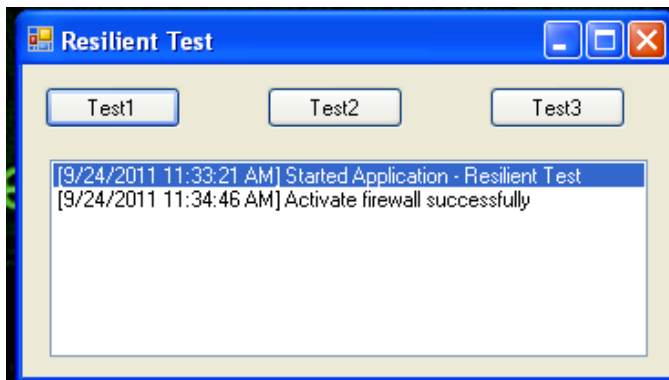 Resilient Test
Test1 Test2 Test3
[9/24/2011 11:33:21 AM] Started Application - Resilient Test
[9/24/2011 11:34:46 AM] Activate firewall successfully